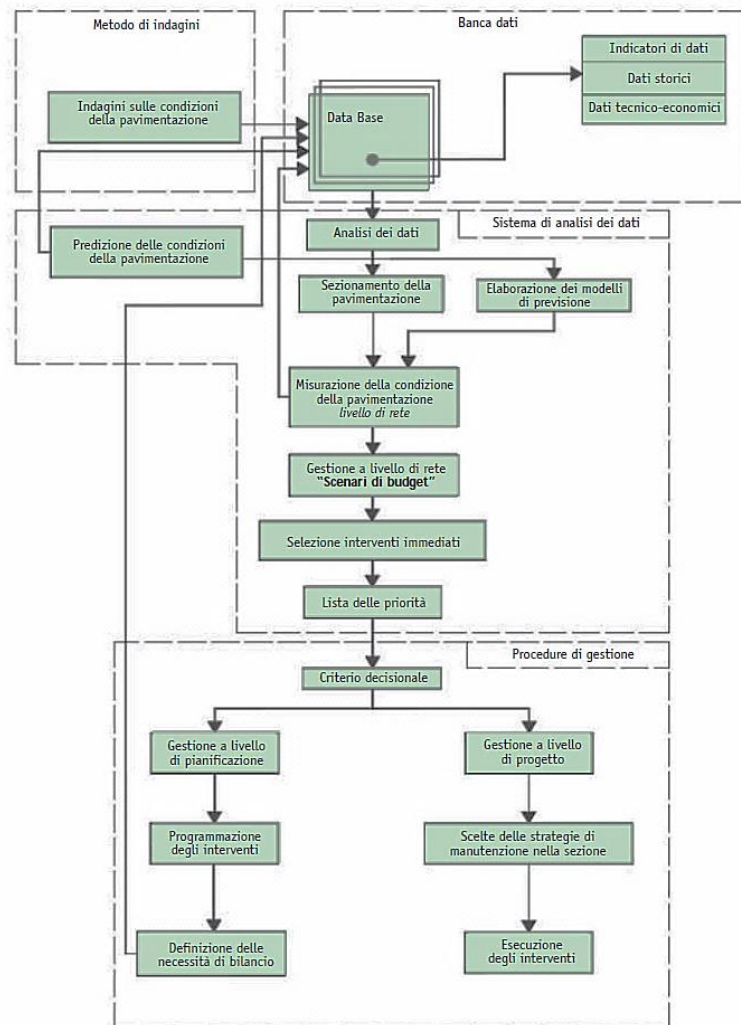 Metodo di indagini
Banca dati
Indicatori di dati
Dati storici
Dati tecnico-economici
Indagini sulle condizioni
della pavimentazione
Data Base
Sistema di analisi dei dati
Analisi dei dati
Predizione delle condizioni
della pavimentazione
Sezionamento della
pavimentazione
Elaborazione dei modelli
di previsione
Misurazione della condizione
della pavimentazione
livello di rete
Gestione a livello di rete
"Scenari di budget"
Selezione interventi immediati
Lista delle priorità
Procedure di gestione
Criterio decisionale
Gestione a livello
di pianificazione
Gestione a livello
di progetto
Programmazione
degli interventi
Scelte delle strategie di
manutenzione nella sezione
Definizione delle
necessità di bilancio
Esecuzione
degli interventi